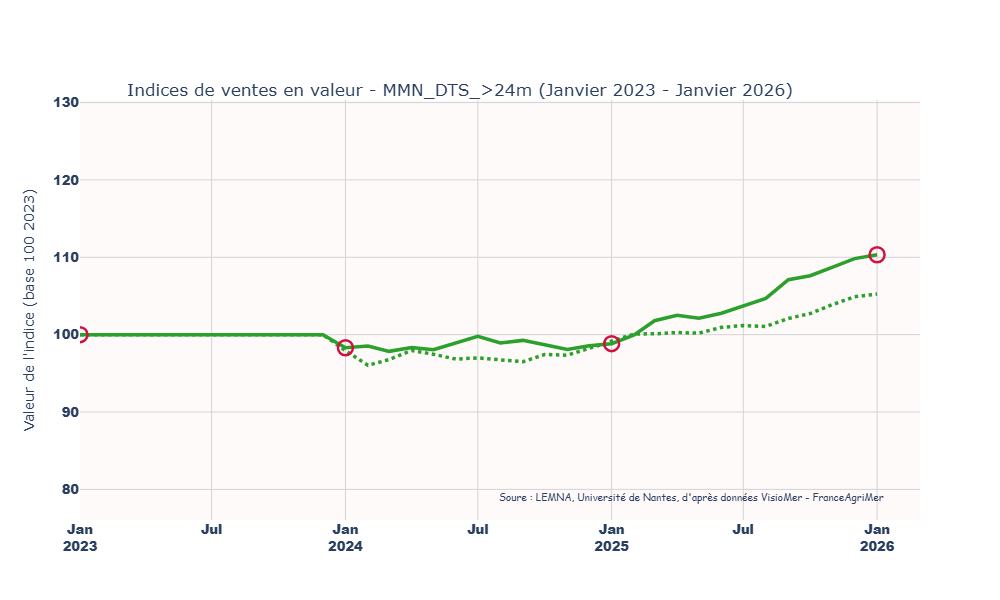 Indices de ventes en valeur - MMN_DTS_>24m (Janvier 2023 - Janvier 2026)
Valeur de l'Indice (base 100 2023)
130
120
110
100
90
80
Soure : LEMNA, Université de Nantes, d'après données VisioMer - FranceAgriMer
Jan
2023
Jul
Jan
2024
Jul
Jan
2025
Jul
Jan
2026